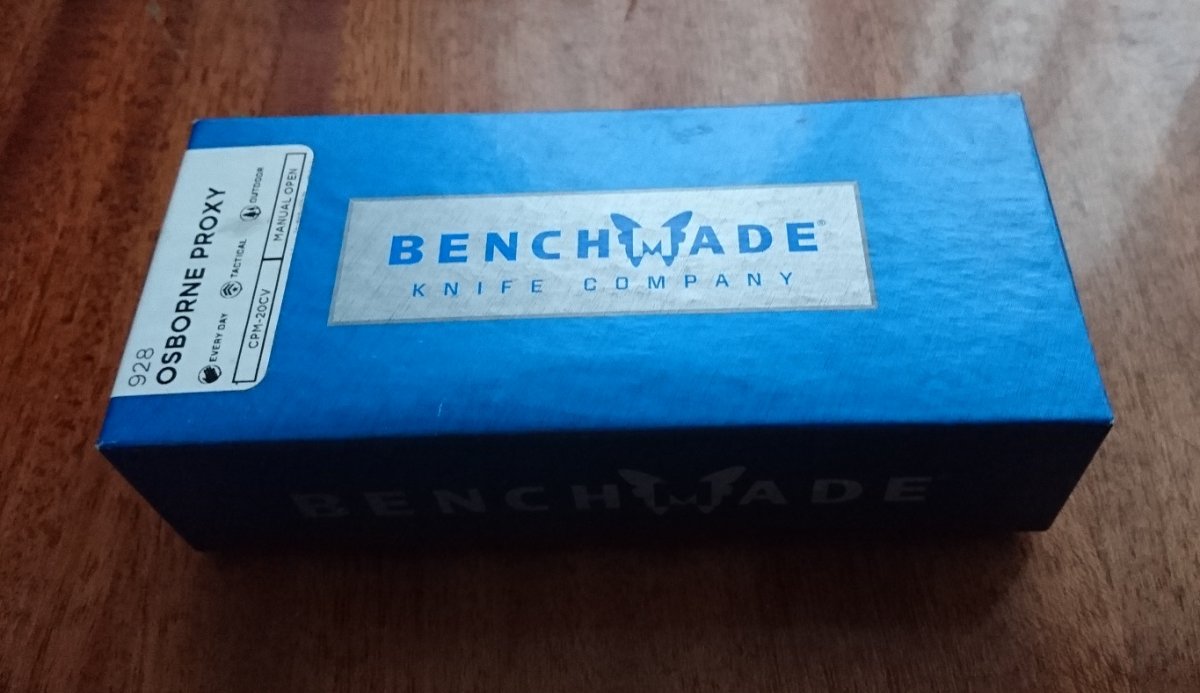 928
OSBORNE PROXY
EVERY DAY TACTICAL OUTDOOR
CPM-20CV MANUAL OPEN
BENCHMADE®
KNIFE COMPANY
BENCHMADE